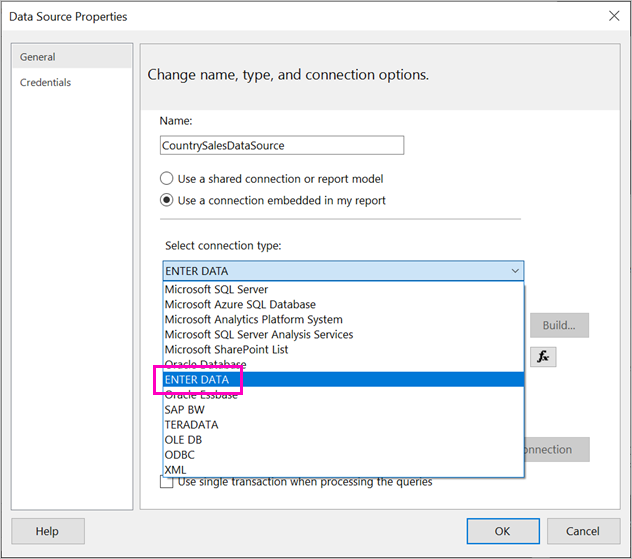 Data Source Properties
General
Credentials
Change name, type, and connection options.
Name:
CountrySalesDataSource
Use a shared connection or report model
Use a connection embedded in my report
Select connection type:
ENTER DATA
Microsoft SQL Server
Microsoft Azure SQL Database
Microsoft Analytics Platform System
Microsoft SQL Server Analysis Services
Microsoft SharePoint List
Oracle Database
ENTER DATA
Oracle Essbase
SAP BW
TERADATA
OLE DB
ODBC
XML
Build...
fx
onnection
Use single transaction when processing the queries
Help
OK
Cancel